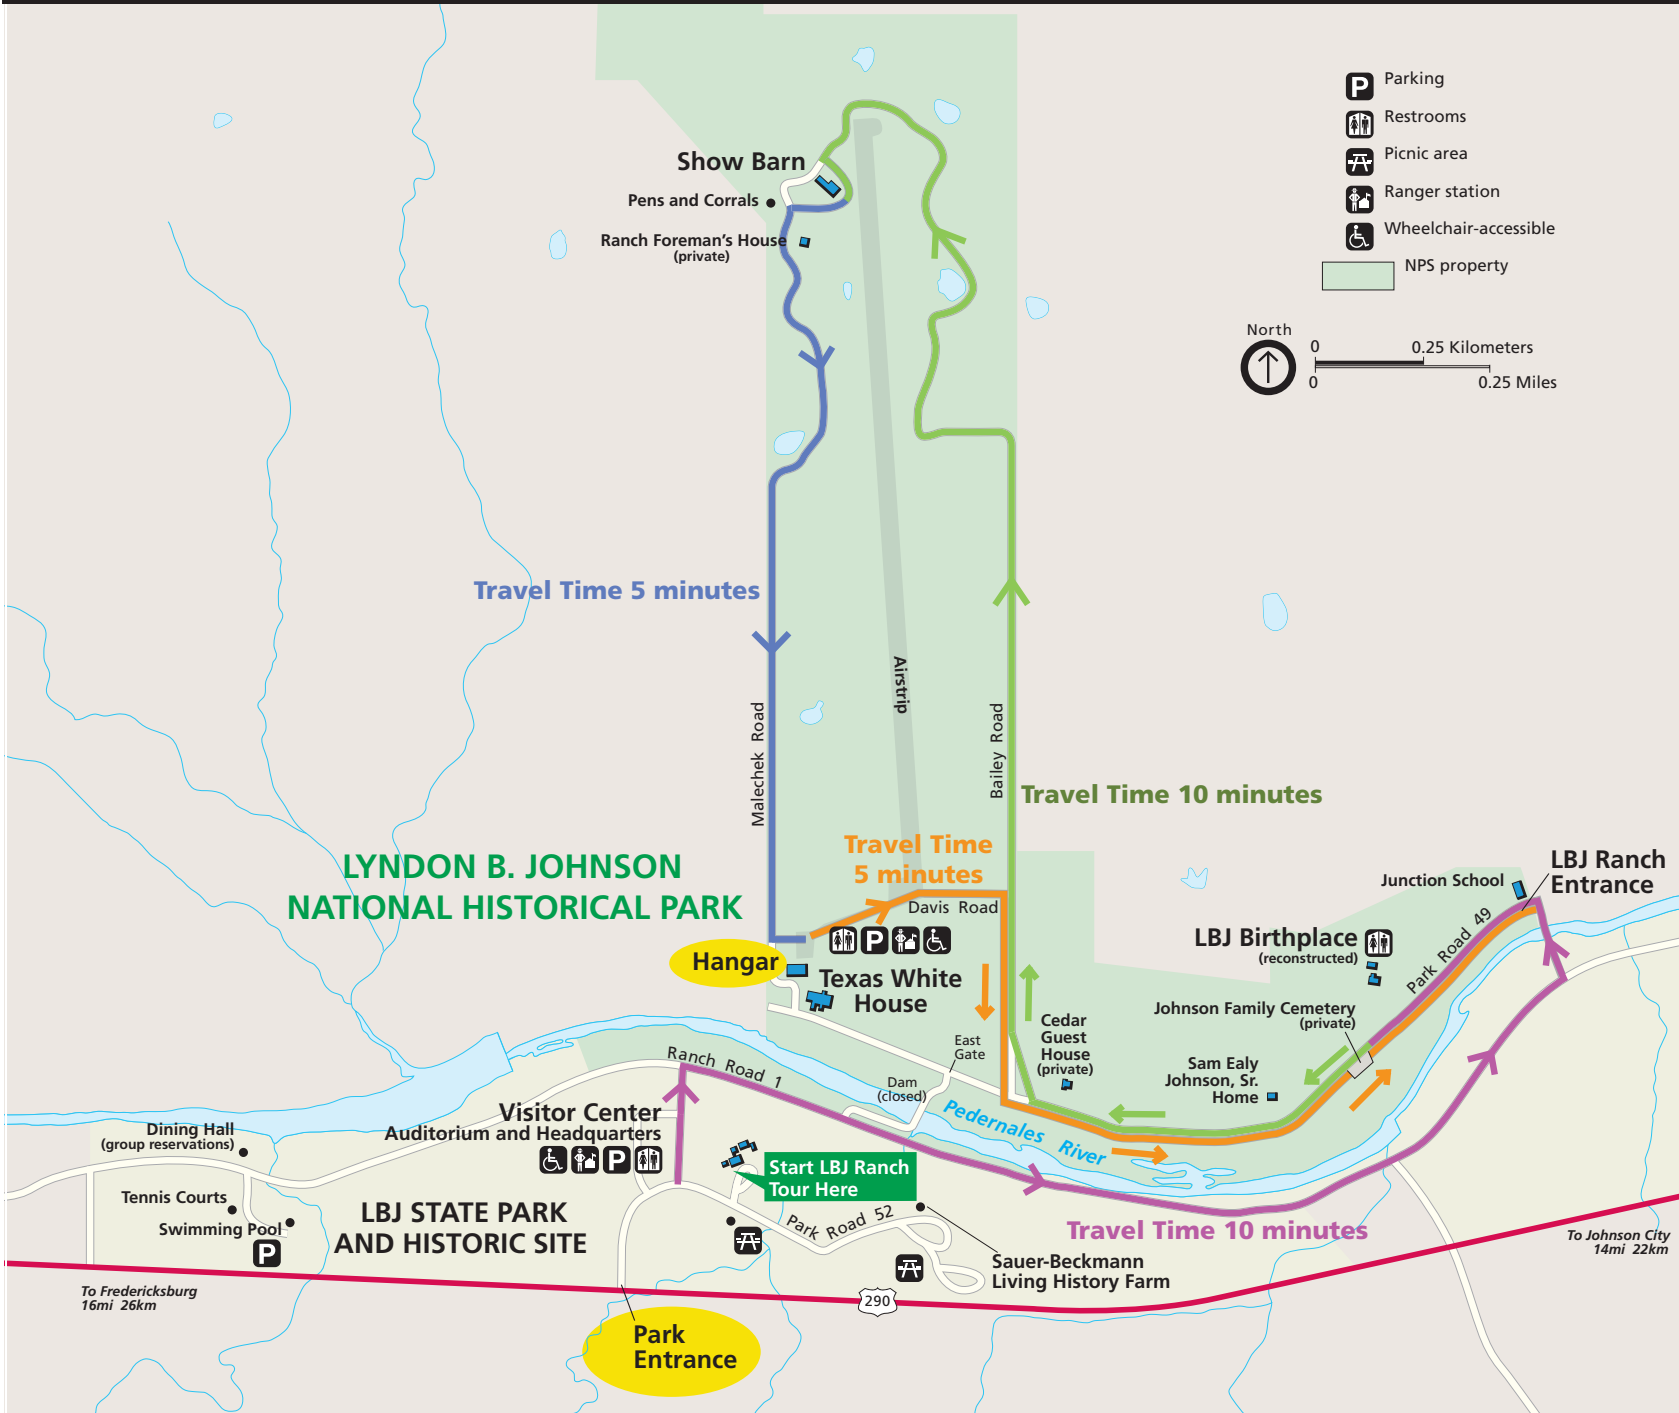 Parking
Restrooms
Picnic area
Ranger station
Wheelchair-accessible
NPS property
North
0
0.25 Kilometers
0
0.25 Miles
Show Barn
Pens and Corrals
Ranch Foreman's House
(private)
Travel Time 5 minutes
Airstrip
Malechek Road
Bailey Road
Travel Time 10 minutes
Travel Time
5 minutes
LYNDON B. JOHNSON
NATIONAL HISTORICAL PARK
Davis Road
LBJ Ranch
Entrance
Junction School
Park Road 49
LBJ Birthplace
(reconstructed)
Hangar
Texas White
House
Johnson Family Cemetery
(private)
Cedar
Guest
House
(private)
East
Gate
Sam Ealy
Johnson, Sr.
Home
Ranch Road 1
Dam
(closed)
Pedernales River
Visitor Center
Auditorium and Headquarters
Dining Hall
(group reservations)
Start LBJ Ranch
Tour Here
Tennis Courts
Swimming Pool
LBJ STATE PARK
AND HISTORIC SITE
Park Road 52
Travel Time 10 minutes
Sauer-Beckmann
Living History Farm
To Johnson City
14mi 22km
To Fredericksburg
16mi 26km
290
Park
Entrance
P
P
P
P